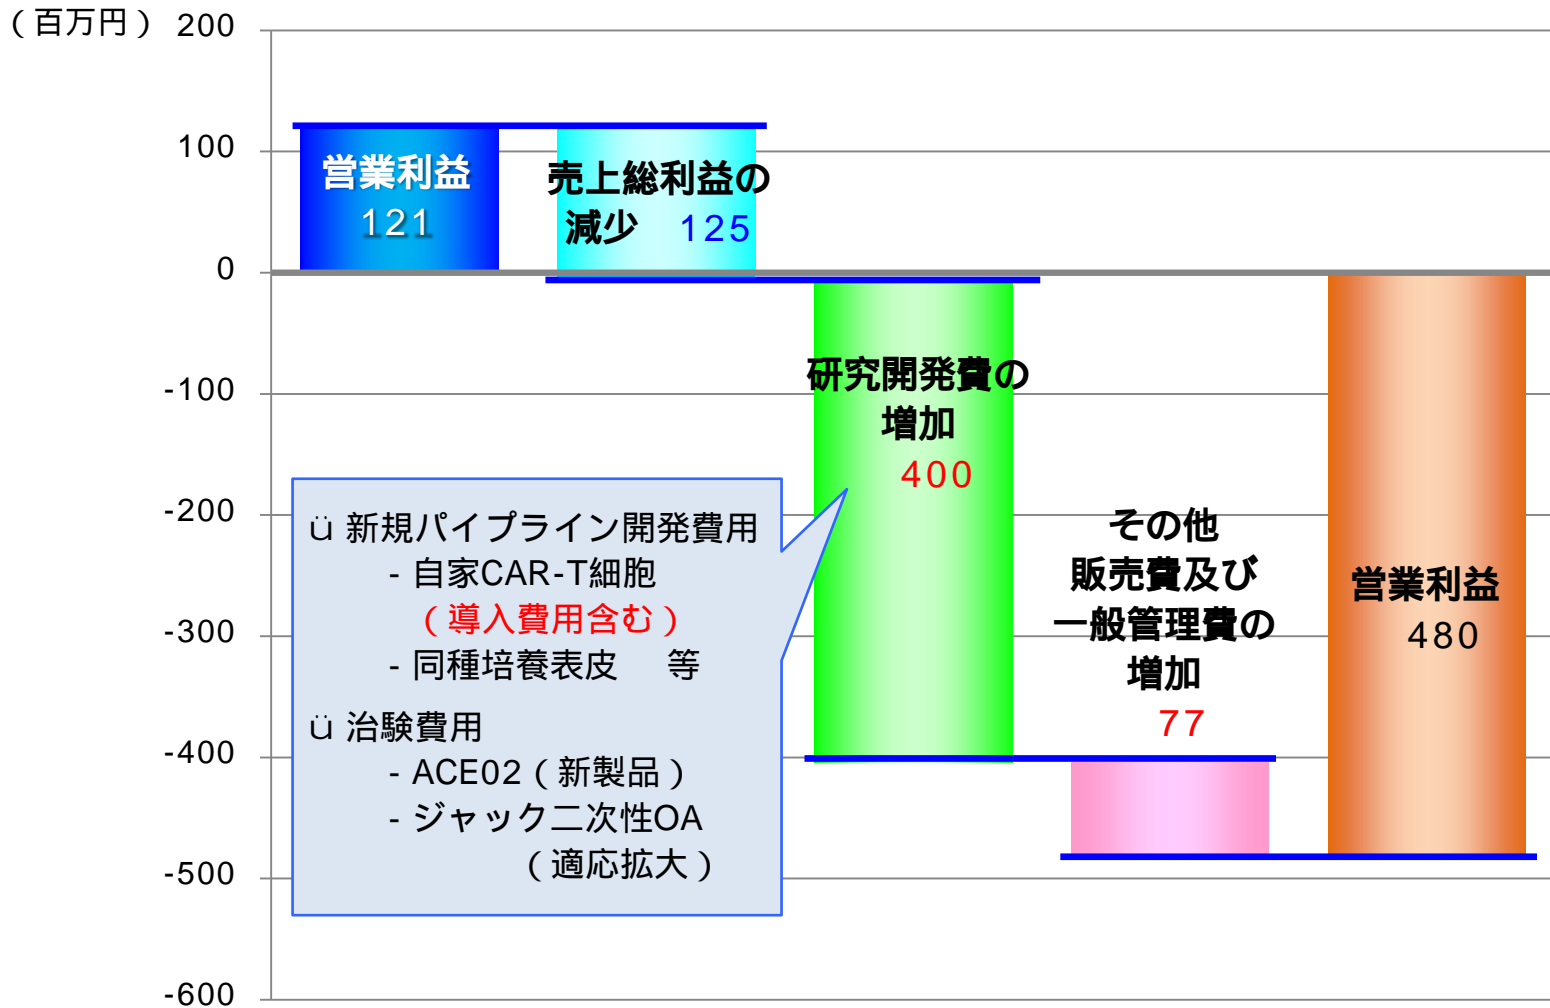 （百万円）
200
100
0
-100
-200
-300
-400
-500
-600
営業利益
121
売上総利益の
減少 125
研究開発費の
増加
400
その他
販売費及び
一般管理費の
増加
77
営業利益
480
ü 新規パイプライン開発費用
- 自家CAR-T細胞
（導入費用含む）
- 同種培養表皮 等
ü 治験費用
- ACE02（新製品）
- ジャック二次性OA
（適応拡大）